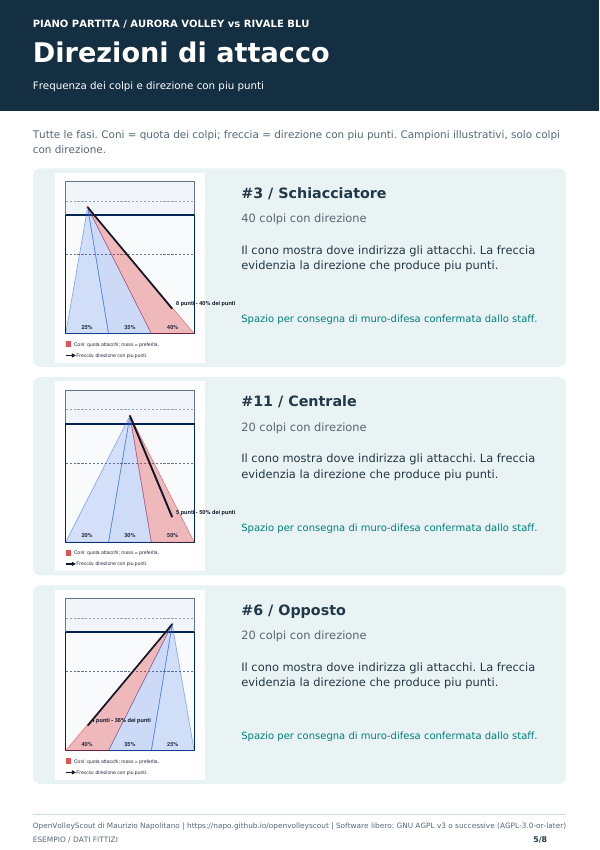 PIANO PARTITA / AURORA VOLLEY vs RIVALE BLU
Direzioni di attacco
Frequenza dei colpi e direzione con piu punti
Tutte le fasi. Coni = quota dei colpi; freccia = direzione con piu punti. Campioni illustrativi, solo colpi
con direzione.
#3 / Schiacciatore
40 colpi con direzione
Il cono mostra dove indirizza gli attacchi. La freccia
evidenzia la direzione che produce piu punti.
8 punti - 40% dei punti
Spazio per consegna di muro-difesa confermata dallo staff.
25% 35% 40%
Coni: quota attacchi; rosso = preferita.
Freccia: direzione con piu punti.
#11 / Centrale
20 colpi con direzione
Il cono mostra dove indirizza gli attacchi. La freccia
evidenzia la direzione che produce piu punti.
5 punti - 50% dei punti
Spazio per consegna di muro-difesa confermata dallo staff.
20% 30% 50%
Coni: quota attacchi; rosso = preferita.
Freccia: direzione con piu punti.
#6 / Opposto
20 colpi con direzione
Il cono mostra dove indirizza gli attacchi. La freccia
evidenzia la direzione che produce piu punti.
punti - 36% dei punti
Spazio per consegna di muro-difesa confermata dallo staff.
40% 35% 25%
Coni: quota attacchi; rosso = preferita.
Freccia: direzione con piu punti.
OpenVolleyScout di Maurizio Napolitano | https://napo.github.io/openvolleyscout | Software libero: GNU AGPL v3 o successive (AGPL-3.0-or-later)
ESEMPIO / DATI FITTIZI
5/8